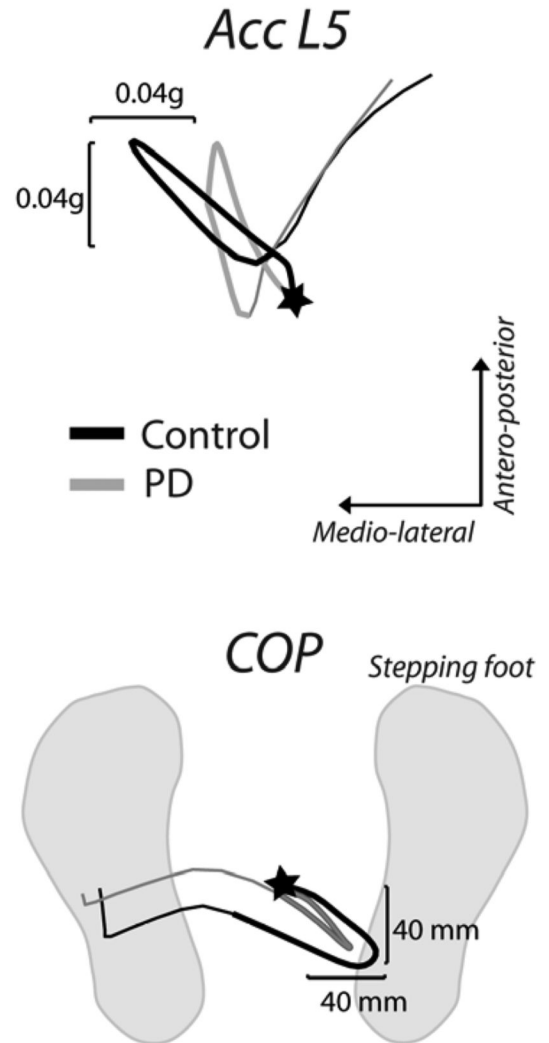 Acc L5
0.04g
0.04g
Control
PD
Antero-posterior
Medio-lateral
COP
Stepping foot
40 mm
40 mm